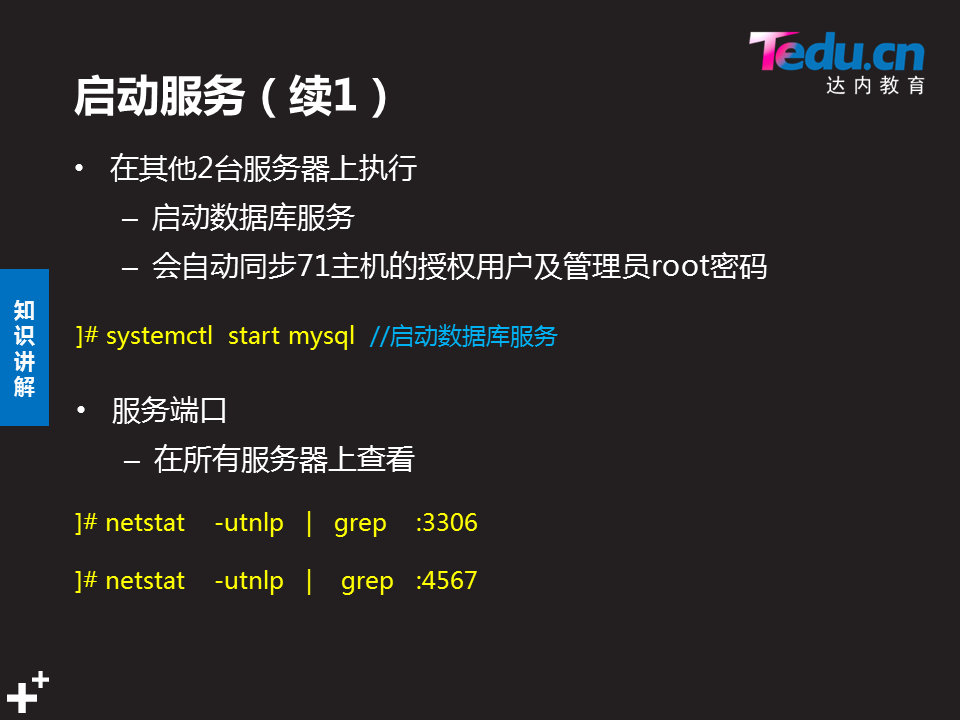 Tedu.cn
达内教育
启动服务（续1）
• 在其他2台服务器上执行
– 启动数据库服务
– 会自动同步71主机的授权用户及管理员root密码
知识讲解
]# systemctl start mysql //启动数据库服务
• 服务端口
– 在所有服务器上查看
]# netstat -utnlp | grep :3306
]# netstat -utnlp | grep :4567